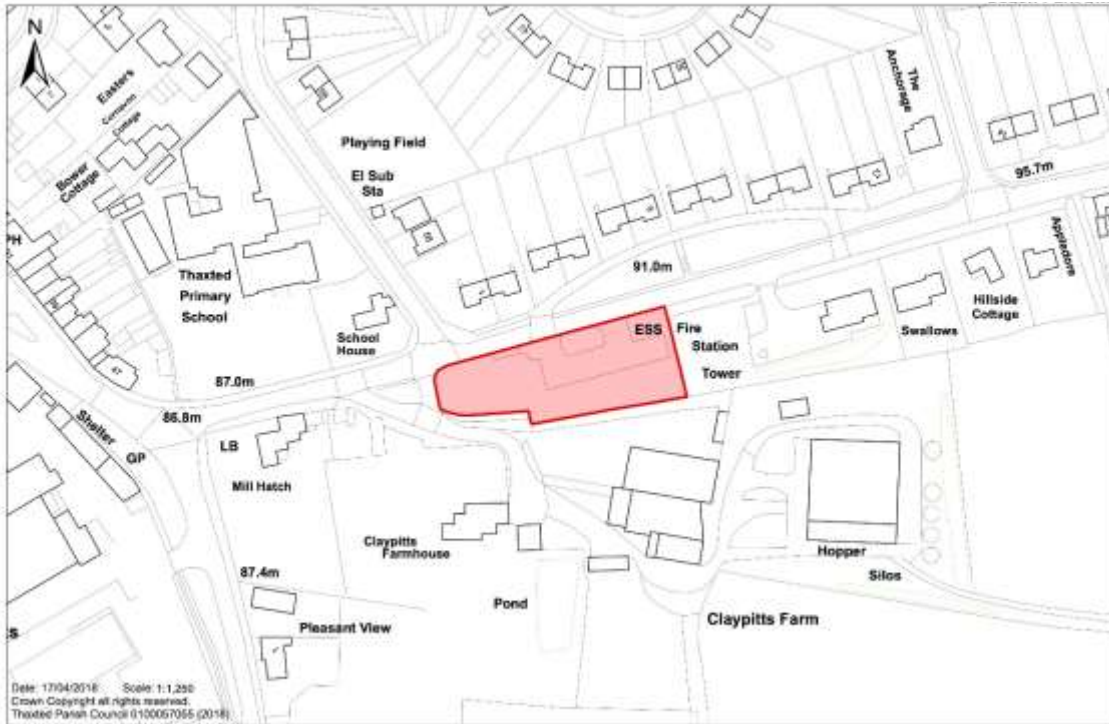 N
Easters
Cottage
Bower
Cottage
Playing Field
El Sub
Sta
The
Anchorage
95.7m
PH
Thaxted
Primary
School
School
House
91.0m
Appledore
Hillside
Cottage
Swallows
ESS
Fire
Station
Tower
87.0m
86.8m
47
Shelter
GP
LB
Mill Hatch
Claypitts
Farmhouse
Hopper
Silos
87.4m
Pond
Claypitts Farm
Pleasant View
Date: 17/04/2018 Scale: 1:1,250
Crown Copyright all rights reserved.
Thaxted Parish Council 0100057055 (2018)